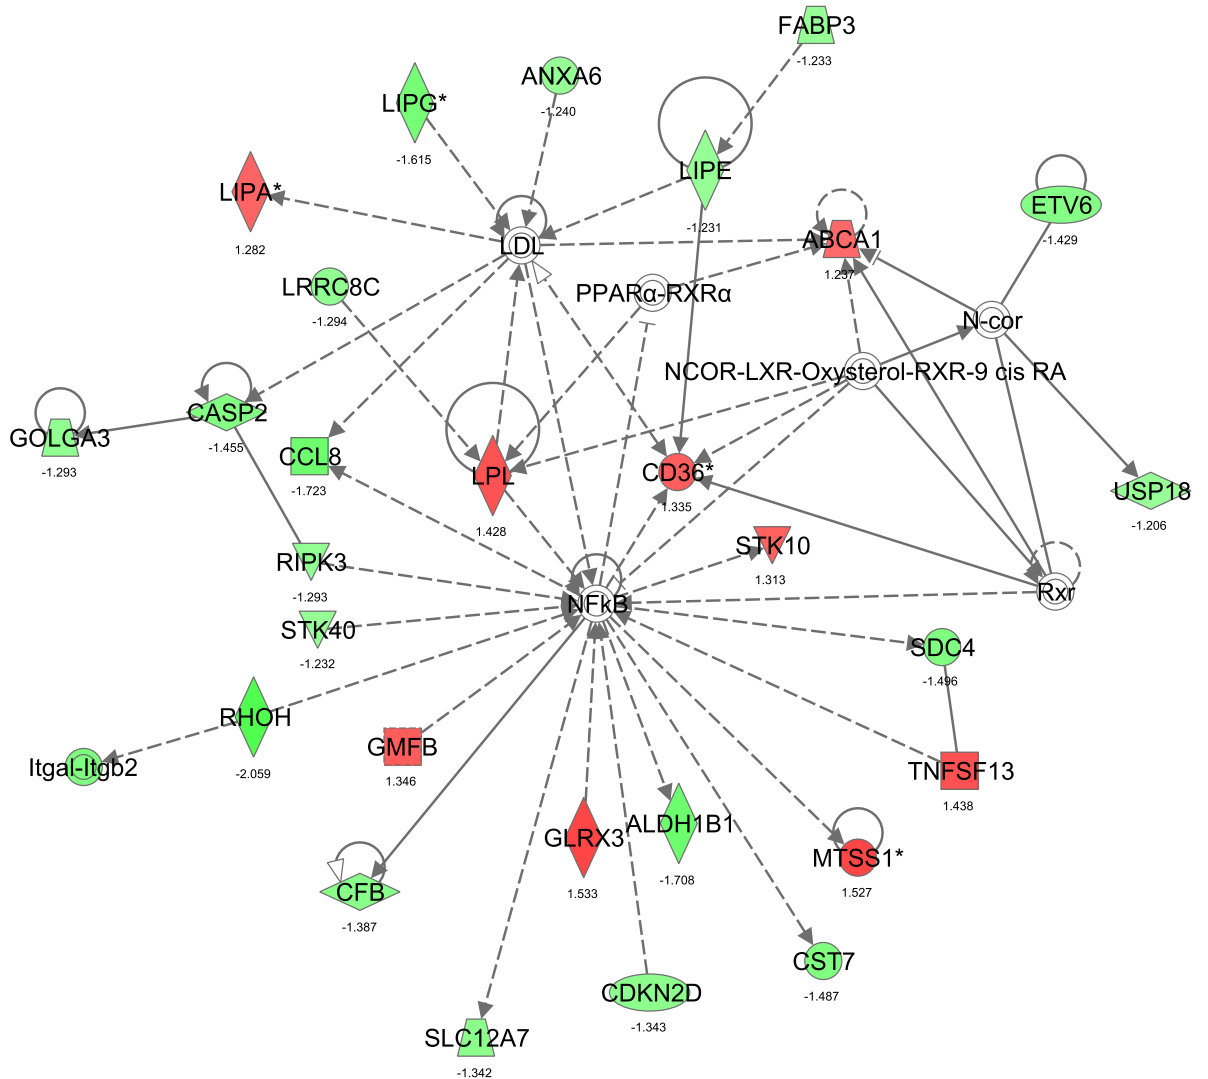 FABP3
-1.233
ANXA6
-1.240
LIPG*
-1.615
LIPE
-1.231
LIPA*
1.282
ETV6
-1.429
LDL
ABCA1
1.237
LRRC8C
-1.294
PPARα-RXRα
N-cor
NCOR-LXR-Oxysterol-RXR-9 cis RA
CASP2
-1.455
GOLGA3
-1.293
CCL8
-1.723
LPL
1.428
CD36*
1.335
USP18
-1.206
STK10
1.313
RIPK3
-1.293
NFkB
Rxr
STK40
-1.232
SDC4
-1.496
RHOH
-2.059
GMFB
1.346
Itgal-Itgb2
TNFSF13
1.438
GLRX3
1.533
ALDH1B1
-1.708
MTSS1*
1.527
CFB
-1.387
CST7
-1.487
CDKN2D
-1.343
SLC12A7
-1.342